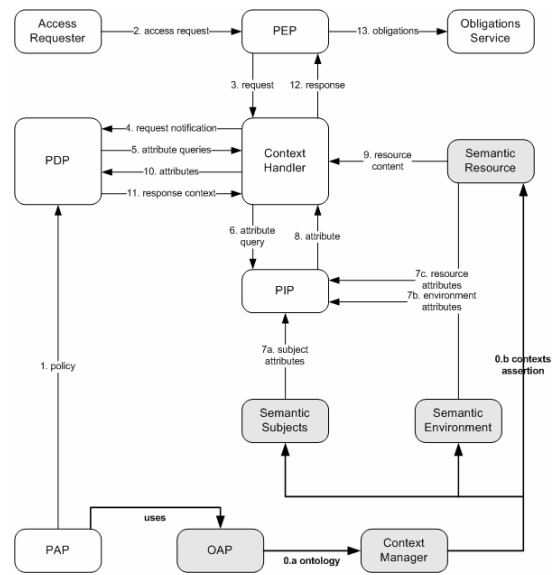 Access
Requester
2. access request
PEP
13. obligations
Obligations
Service
3. request
12. response
PDP
4. request notification
5. attribute queries
10. attributes
11. response context
Context
Handler
9. resource
content
Semantic
Resource
6. attribute
query
8. attribute
PIP
7c. resource
attributes
7b. environment
attributes
7a. subject
attributes
1. policy
0.b contexts
assertion
Semantic
Subjects
Semantic
Environment
uses
PAP
OAP
0.a ontology
Context
Manager